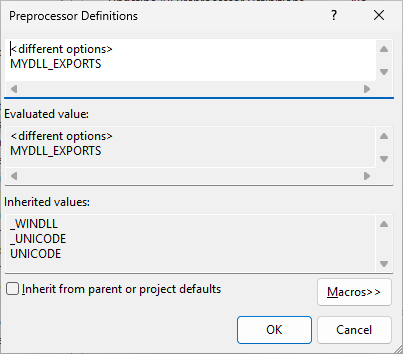 Preprocessor Definitions
<different options>
MYDLL_EXPORTS
Evaluated value:
<different options>
MYDLL_EXPORTS
Inherited values:
_WINDLL
_UNICODE
UNICODE
Inherit from parent or project defaults
Macros>>
OK
Cancel